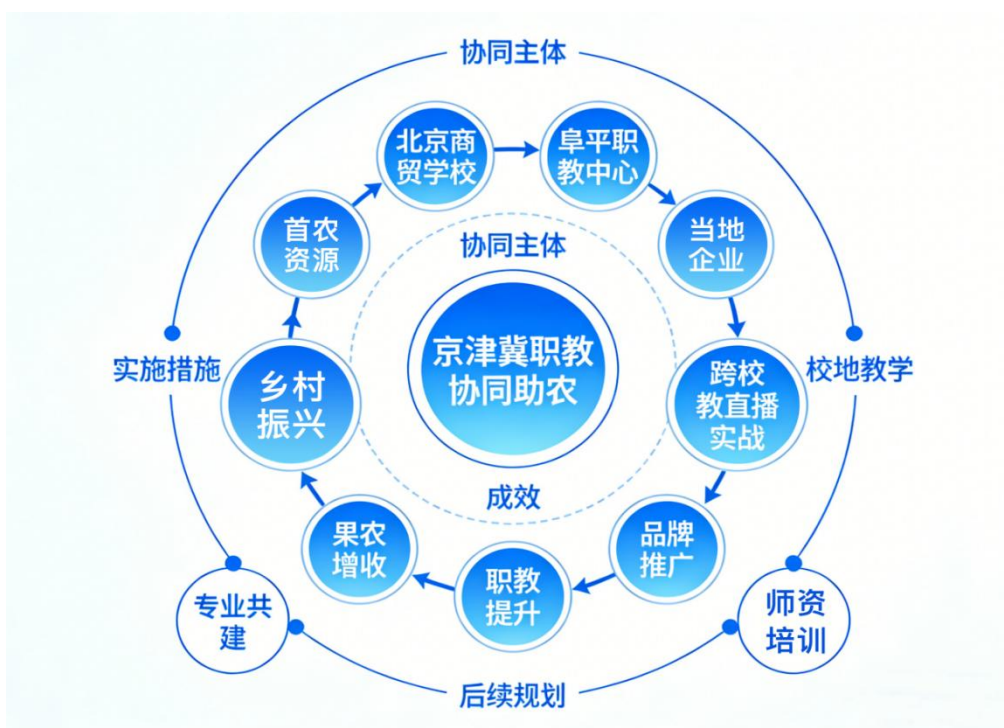 协同主体
北京商
贸学校
阜平职
教中心
首农
资源
当地
企业
协同主体
京津冀职教
协同助农
实施措施
校地教学
乡村
振兴
跨校
教直播
实战
成效
果农
增收
品牌
推广
职教
提升
专业共
建
师资
培训
后续规划